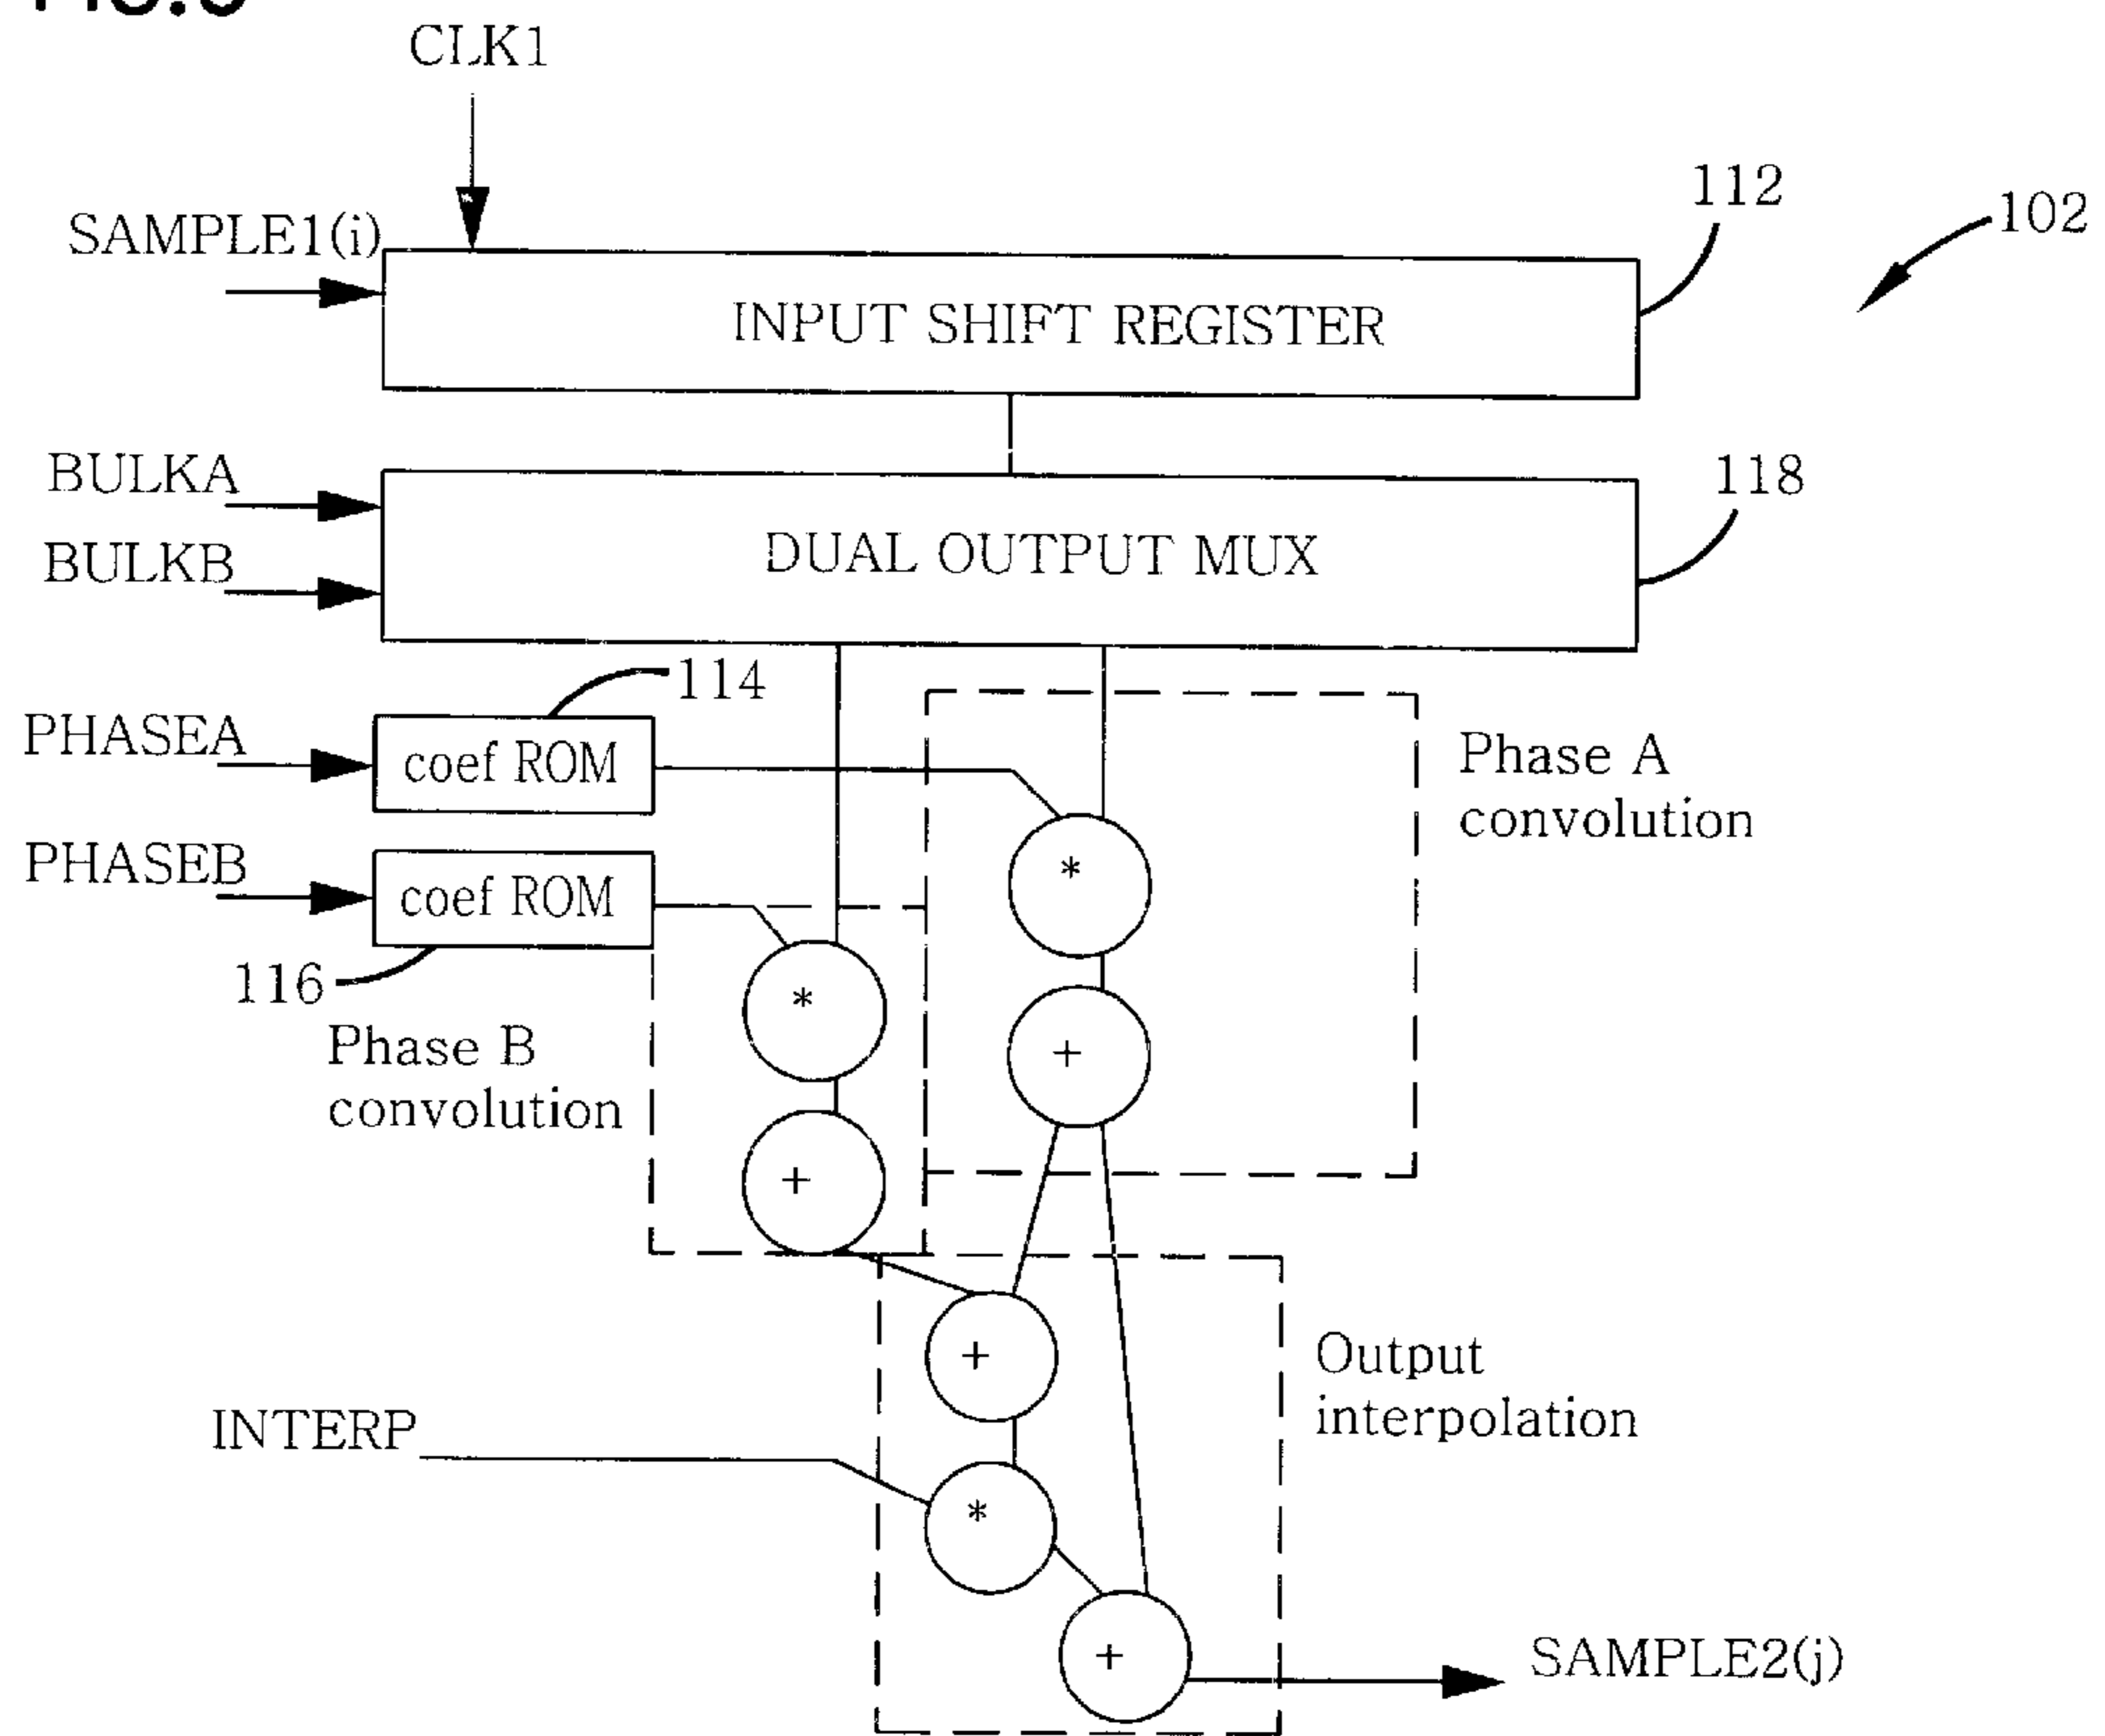 CLK1
112
102
SAMPLE1(i)
INPUT SHIFT REGISTER
BULKA
118
DUAL OUTPUT MUX
BULKB
114
PHASEA
coef ROM
Phase A
convolution
*
PHASEB
coef ROM
116
*
Phase B
convolution
+
+
+
Output
interpolation
INTERP
*
+
SAMPLE2(j)